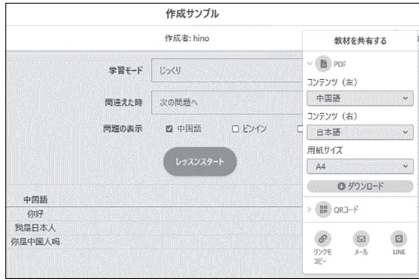 作成サンプル
作成者: hino
学習モード
じっくり
間違えた時
次の問題へ
問題の表示
中国語
ピンイン
レッスンスタート
中国語
你好
我是日本人
你是中国人吗
教材を共有する
PDF
コンテンツ（左）
中国語
コンテンツ（右）
日本語
用紙サイズ
A4
ダウンロード
QRコード
リンクを
コピー
メール
LINE